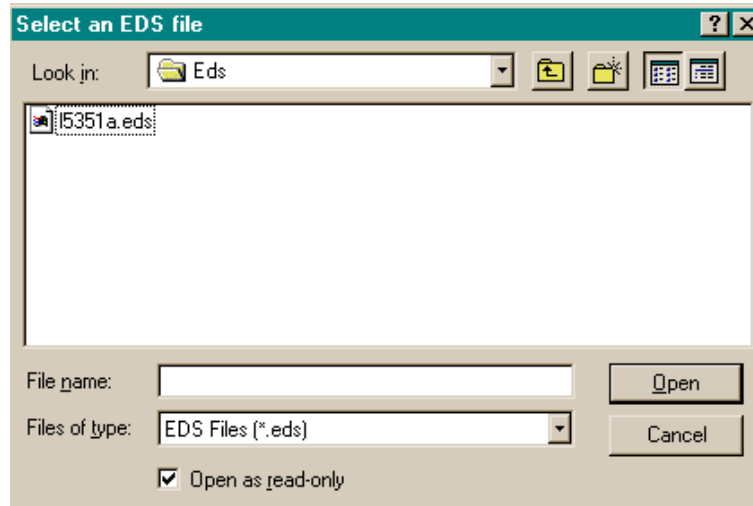 Select an EDS file
Look in: Eds
l5351a.eds
File name:
Open
Files of type: EDS Files (*.eds)
Cancel
Open as read-only